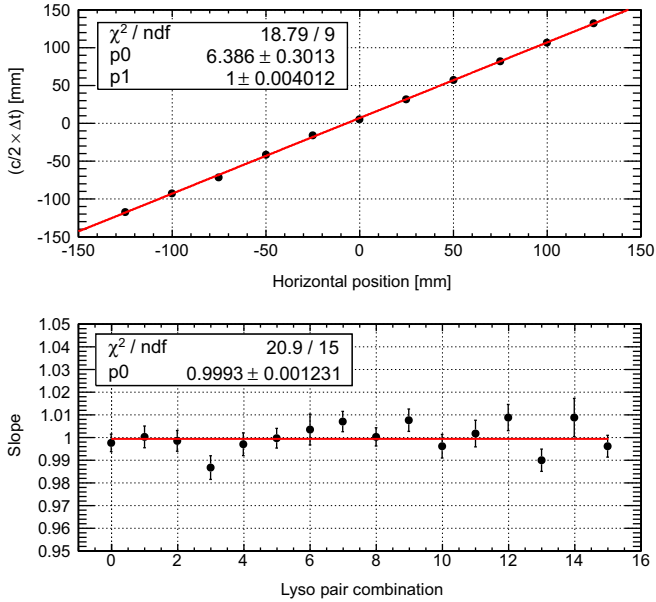 150
100
50
0
-50
-100
-150
(c/2 × Δt) [mm]
χ² / ndf 18.79 / 9
p0 6.386 ± 0.3013
p1 1 ± 0.004012
-150 -100 -50 0 50 100 150
Horizontal position [mm]
1.05
1.04
1.03
1.02
1.01
1
0.99
0.98
0.97
0.96
0.95
Slope
χ² / ndf 20.9 / 15
p0 0.9993 ± 0.001231
0 2 4 6 8 10 12 14 16
Lyso pair combination